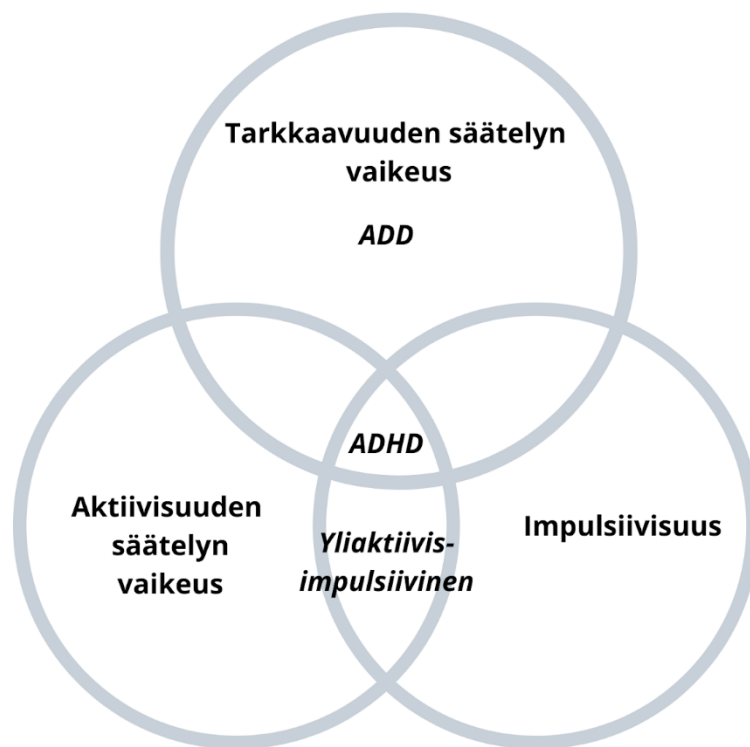 Tarkkaavuuden säätelyn
vaikeus
ADD
ADHD
Aktiivisuuden
säätelyn
vaikeus
Yliaktiivis-
impulsiivinen
Impulsiivisuus